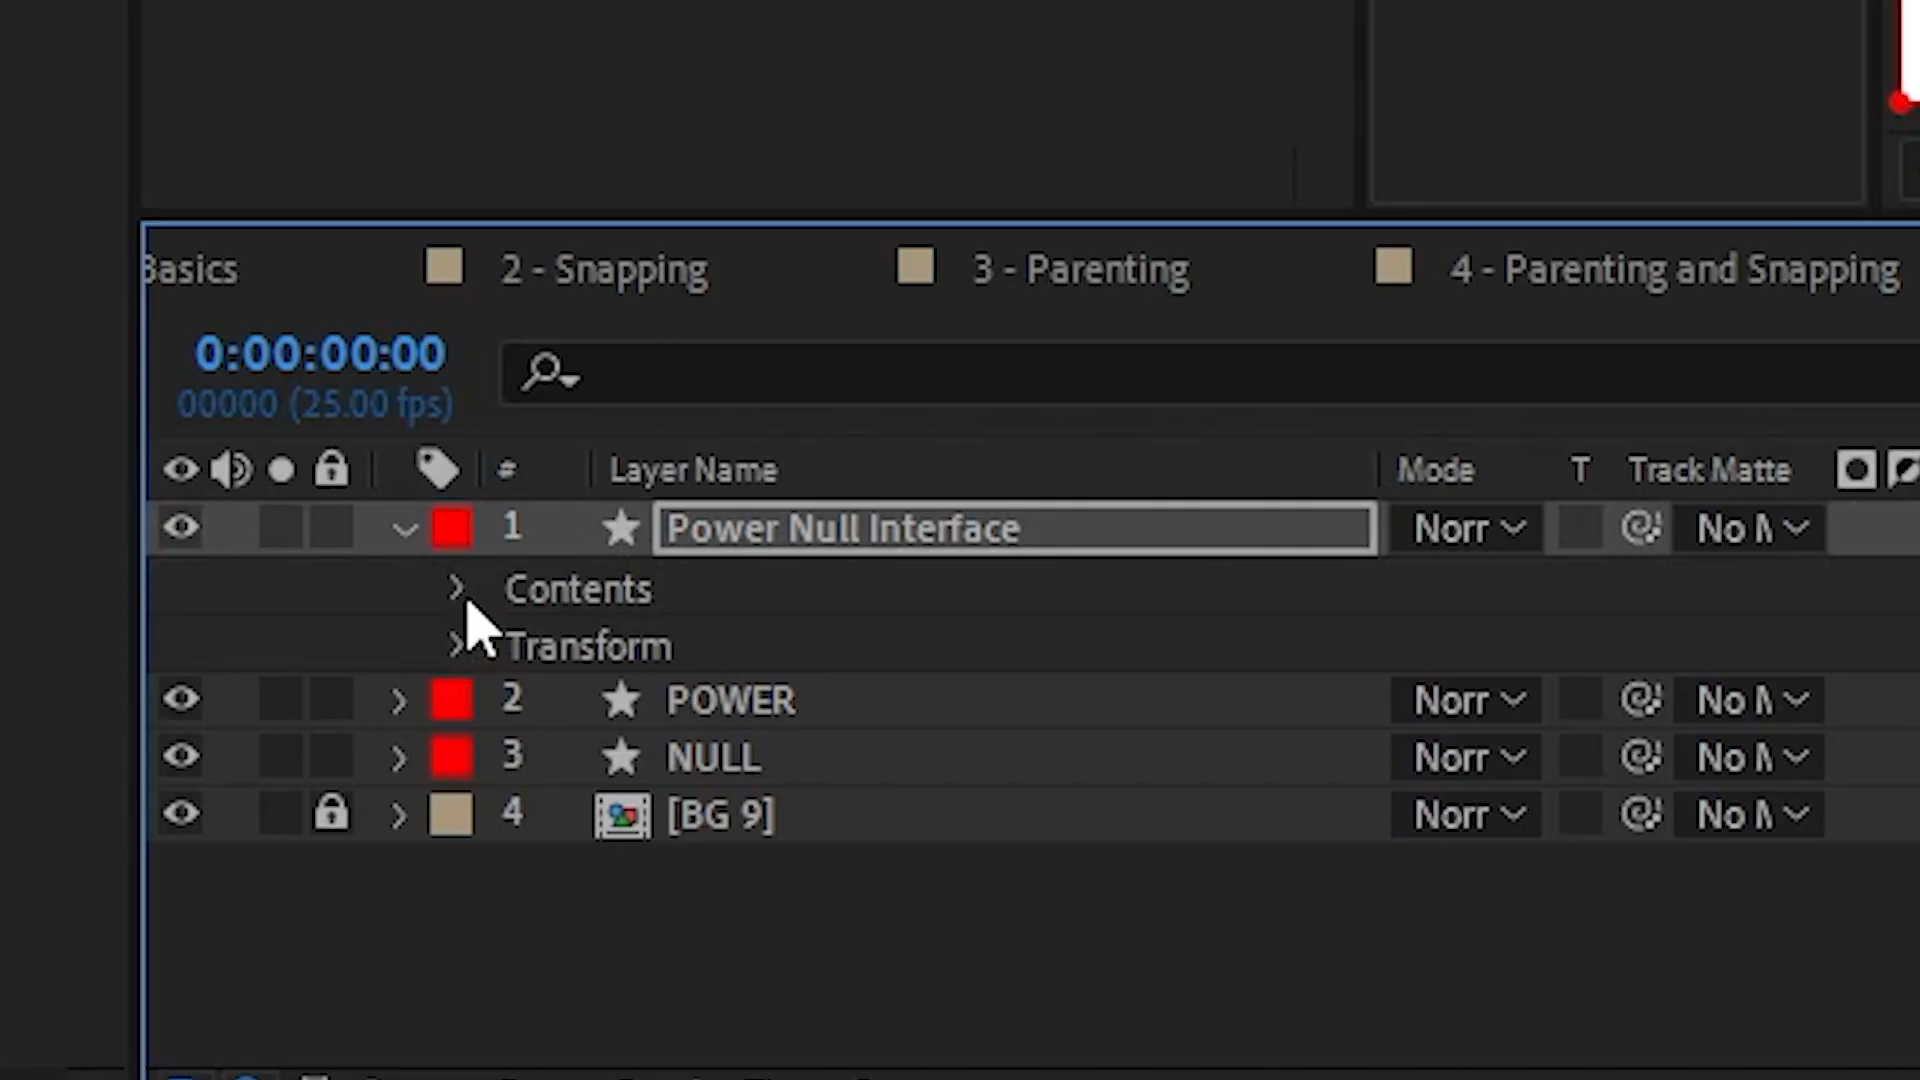 Basics 2 - Snapping 3 - Parenting 4 - Parenting and Snapping
0:00:00:00
00000 (25.00 fps)
# Layer Name Mode T Track Matte
1 Power Null Interface Norr No M
Contents
Transform
2 POWER Norr No M
3 NULL Norr No M
4 [BG 9] Norr No M